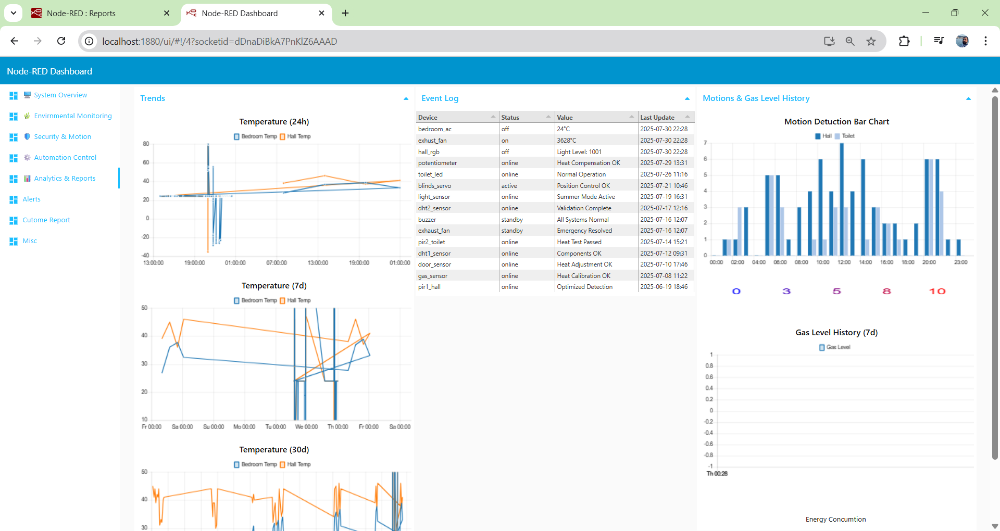 Node-RED : Reports
Node-RED Dashboard
localhost:1880/ui/#!/4?socketid=dDnaDiBkA7PnKlZ6AAAD
Node-RED Dashboard
System Overview
Envirnmental Monitoring
Security & Motion
Automation Control
Analytics & Reports
Alerts
Cutome Report
Misc
Trends
Temperature (24h)
Bedroom Temp Hall Temp
80
60
40
20
0
-20
-40
13:00:00 19:00:00 01:00:00 07:00:00 13:00:00 19:00:00 01:00:00
Temperature (7d)
Bedroom Temp Hall Temp
50
40
30
20
10
Fr 00:00 Sa 00:00 Su 00:00 Mo 00:00 Tu 00:00 We 00:00 Th 00:00 Fr 00:00 Sa 00:00
Temperature (30d)
Bedroom Temp Hall Temp
50
40
30
Event Log
Device Status Value Last Update
bedroom_ac off 24°C 2025-07-30 22:28
exhust_fan on 3628°C 2025-07-30 22:28
hall_rgb off Light Level: 1001 2025-07-30 22:28
potentiometer online Heat Compensation OK 2025-07-29 13:31
toilet_led online Normal Operation 2025-07-26 11:16
blinds_servo active Position Control OK 2025-07-21 10:46
light_sensor online Summer Mode Active 2025-07-19 16:31
dht2_sensor online Validation Complete 2025-07-17 12:16
buzzer standby All Systems Normal 2025-07-16 12:07
exhaust_fan standby Emergency Resolved 2025-07-16 12:07
pir2_toilet online Heat Test Passed 2025-07-14 15:21
dht1_sensor online Components OK 2025-07-12 09:31
door_sensor online Heat Adjustment OK 2025-07-10 17:46
gas_sensor online Heat Calibration OK 2025-07-08 11:22
pir1_hall online Optimized Detection 2025-06-19 18:46
Motions & Gas Level History
Motion Detuction Bar Chart
Hall Toilet
7
6
5
4
3
2
1
0
00:00 02:00 04:00 06:00 08:00 10:00 12:00 14:00 16:00 18:00 20:00 23:00
0 3 5 8 10
Gas Level History (7d)
Gas Level
1
0.8
0.6
0.4
0.2
0
-0.2
-0.4
-0.6
-0.8
-1
Th 00:28
Energy Concumtion